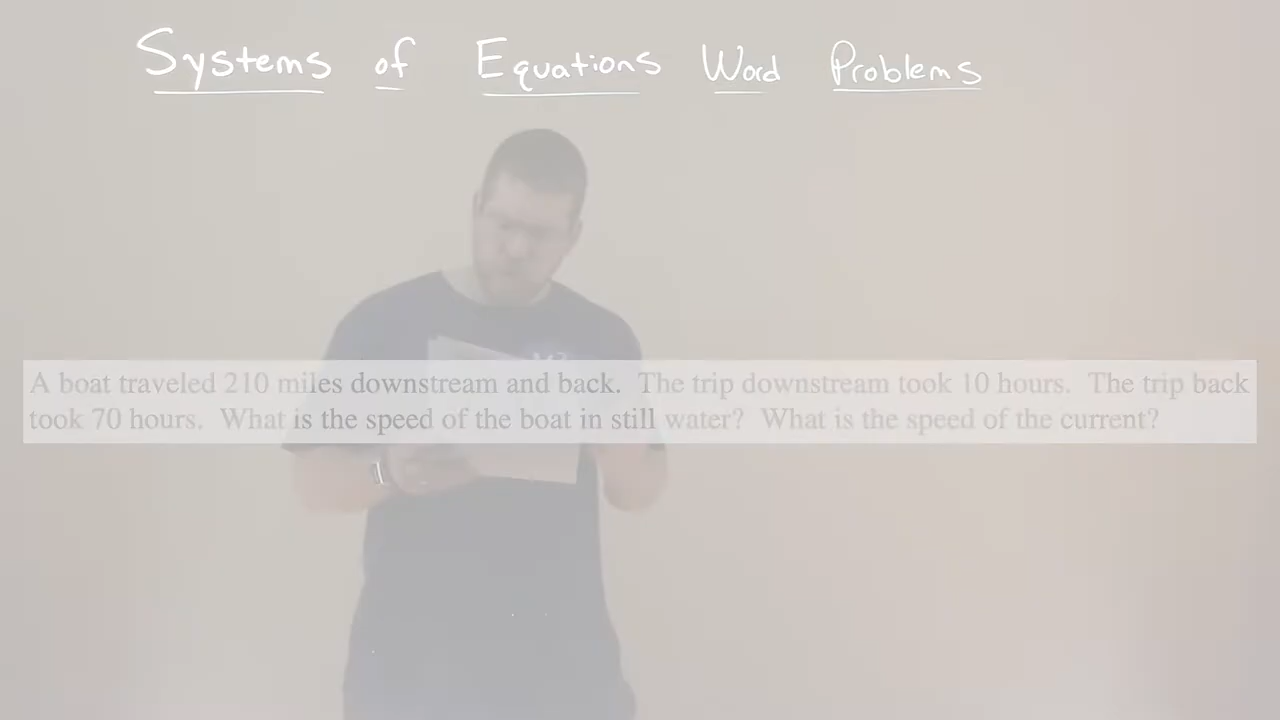 Systems of Equations Word Problems
A boat traveled 210 miles downstream and back. The trip downstream took 10 hours. The trip back
took 70 hours. What is the speed of the boat in still water? What is the speed of the current?